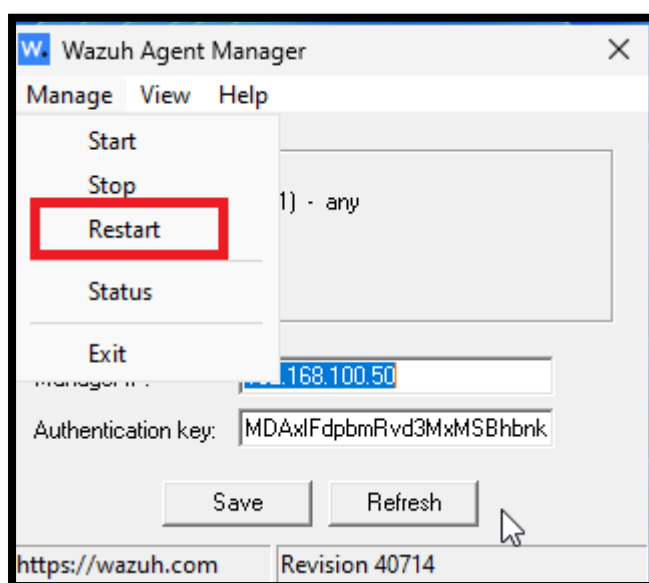 W. Wazuh Agent Manager
Manage View Help
Start
Stop
1) - any
Restart
Status
Exit
.168.100.50
Authentication key: MDAxIFdpbmRvd3MxMSBhbnk
Save Refresh
https://wazuh.com Revision 40714